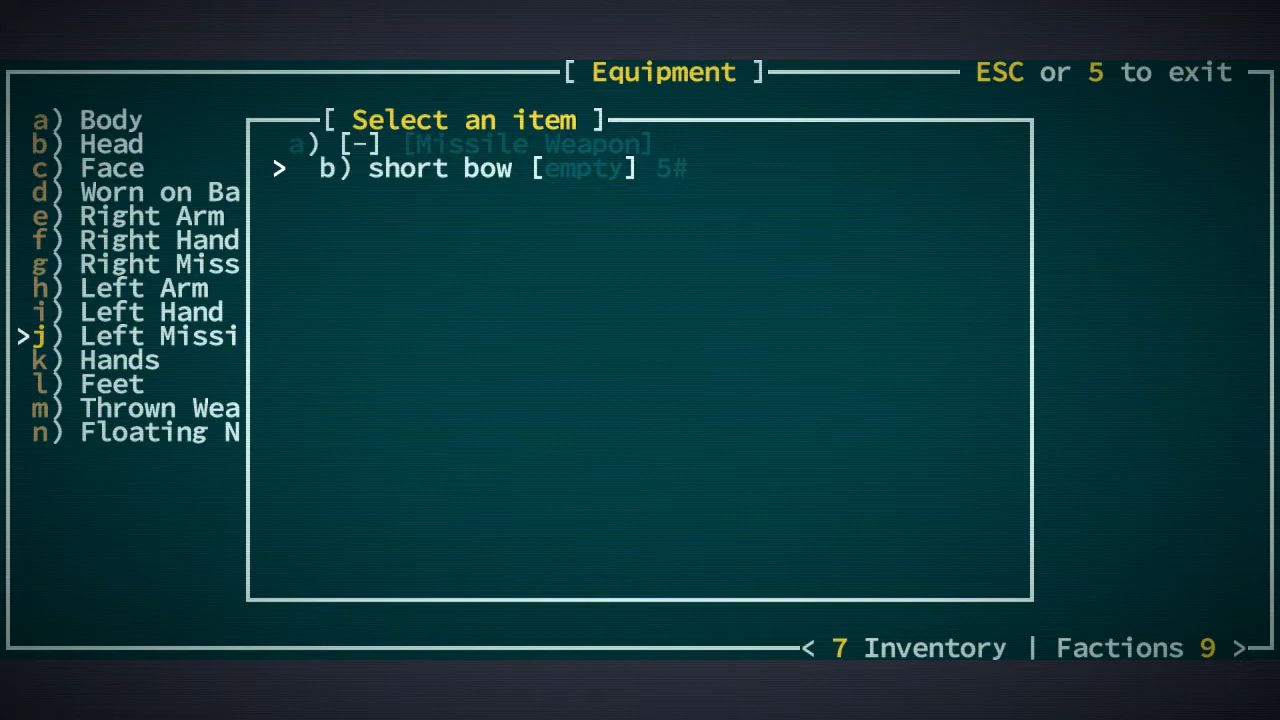 [ Equipment ] ESC or 5 to exit
[ Select an item ]
a) Body
b) Head
c) Face
d) Worn on Ba
e) Right Arm
f) Right Hand
g) Right Miss
h) Left Arm
i) Left Hand
>j) Left Missi
k) Hands
l) Feet
m) Thrown Wea
n) Floating N
a) [-] [Missile Weapon]
> b) short bow [empty] 5#
< 7 Inventory | Factions 9 >